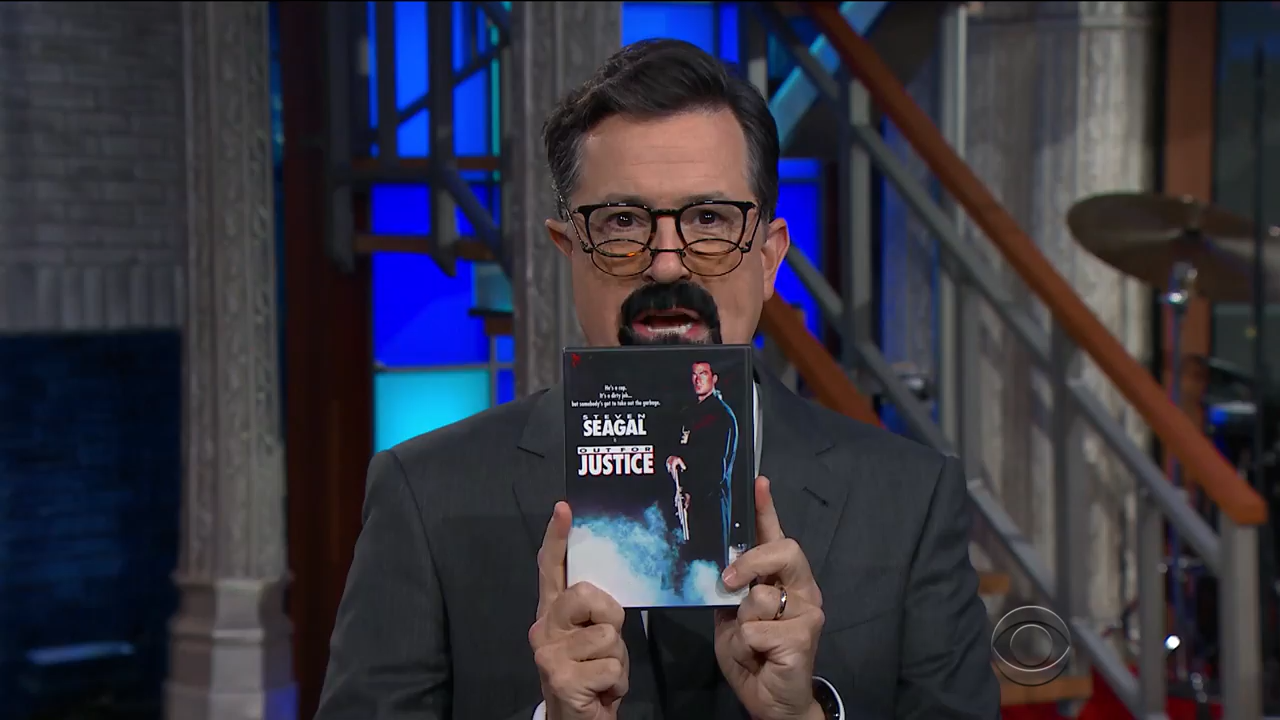 He's a cop.
It's a dirty job...
but somebody's got to take out the garbage.
STEVEN
SEAGAL
OUT FOR
JUSTICE